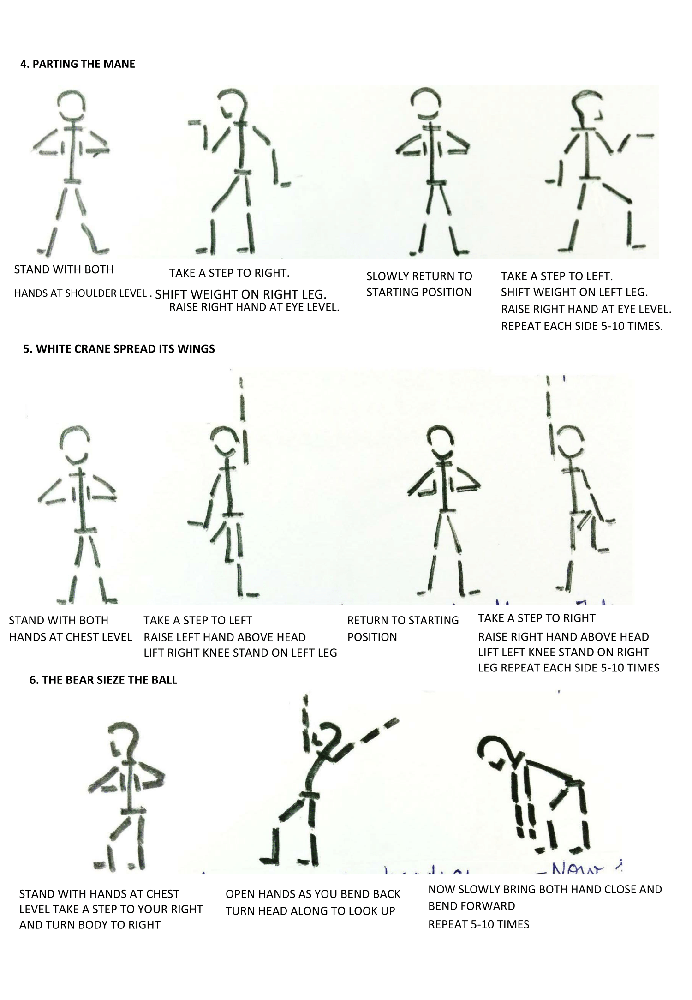 4. PARTING THE MANE
STAND WITH BOTH
HANDS AT SHOULDER LEVEL .
TAKE A STEP TO RIGHT.
SHIFT WEIGHT ON RIGHT LEG.
RAISE RIGHT HAND AT EYE LEVEL.
SLOWLY RETURN TO
STARTING POSITION
TAKE A STEP TO LEFT.
SHIFT WEIGHT ON LEFT LEG.
RAISE RIGHT HAND AT EYE LEVEL.
REPEAT EACH SIDE 5-10 TIMES.
5. WHITE CRANE SPREAD ITS WINGS
STAND WITH BOTH
HANDS AT CHEST LEVEL
TAKE A STEP TO LEFT
RAISE LEFT HAND ABOVE HEAD
LIFT RIGHT KNEE STAND ON LEFT LEG
RETURN TO STARTING
POSITION
TAKE A STEP TO RIGHT
RAISE RIGHT HAND ABOVE HEAD
LIFT LEFT KNEE STAND ON RIGHT
LEG REPEAT EACH SIDE 5-10 TIMES
6. THE BEAR SIEZE THE BALL
- Now
STAND WITH HANDS AT CHEST
LEVEL TAKE A STEP TO YOUR RIGHT
AND TURN BODY TO RIGHT
OPEN HANDS AS YOU BEND BACK
TURN HEAD ALONG TO LOOK UP
NOW SLOWLY BRING BOTH HAND CLOSE AND
BEND FORWARD
REPEAT 5-10 TIMES